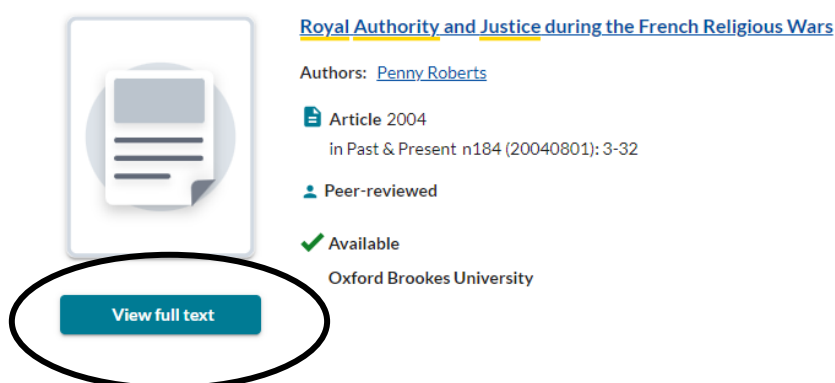 Royal Authority and Justice during the French Religious Wars
Authors: Penny Roberts
Article 2004
in Past & Present n184 (20040801): 3-32
Peer-reviewed
Available
Oxford Brookes University
View full text